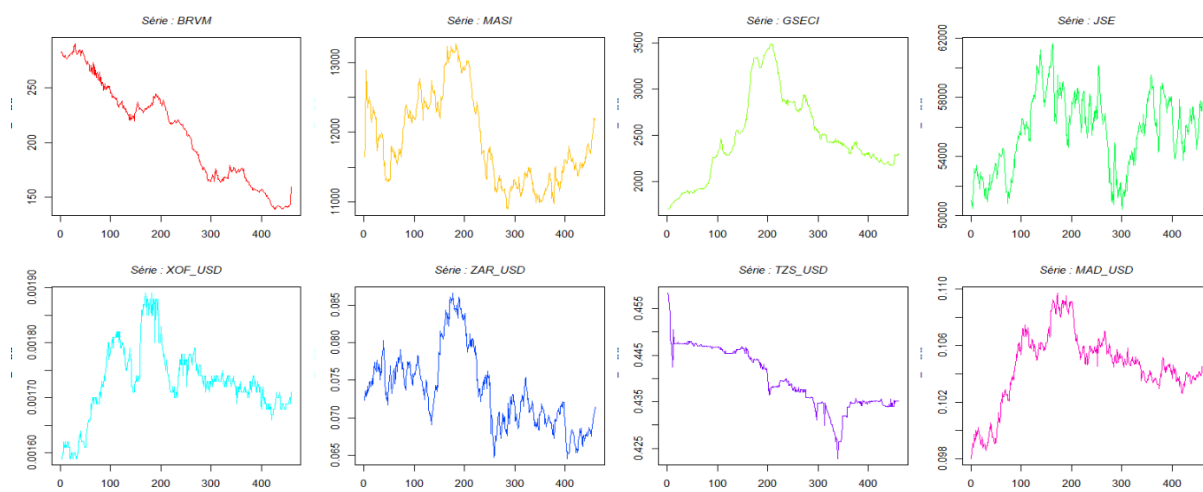 Série : BRVM
Série : MASI
Série : GSECI
Série : JSE
250
200
150
0 100 200 300 400
13000
12000
11000
0 100 200 300 400
3500
3000
2500
2000
0 100 200 300 400
62000
58000
54000
50000
0 100 200 300 400
Série : XOF_USD
Série : ZAR_USD
Série : TZS_USD
Série : MAD_USD
0.00190
0.00180
0.00170
0.00160
0 100 200 300 400
0.085
0.080
0.075
0.070
0.065
0 100 200 300 400
0.455
0.445
0.435
0.425
0 100 200 300 400
0.110
0.106
0.102
0.098
0 100 200 300 400